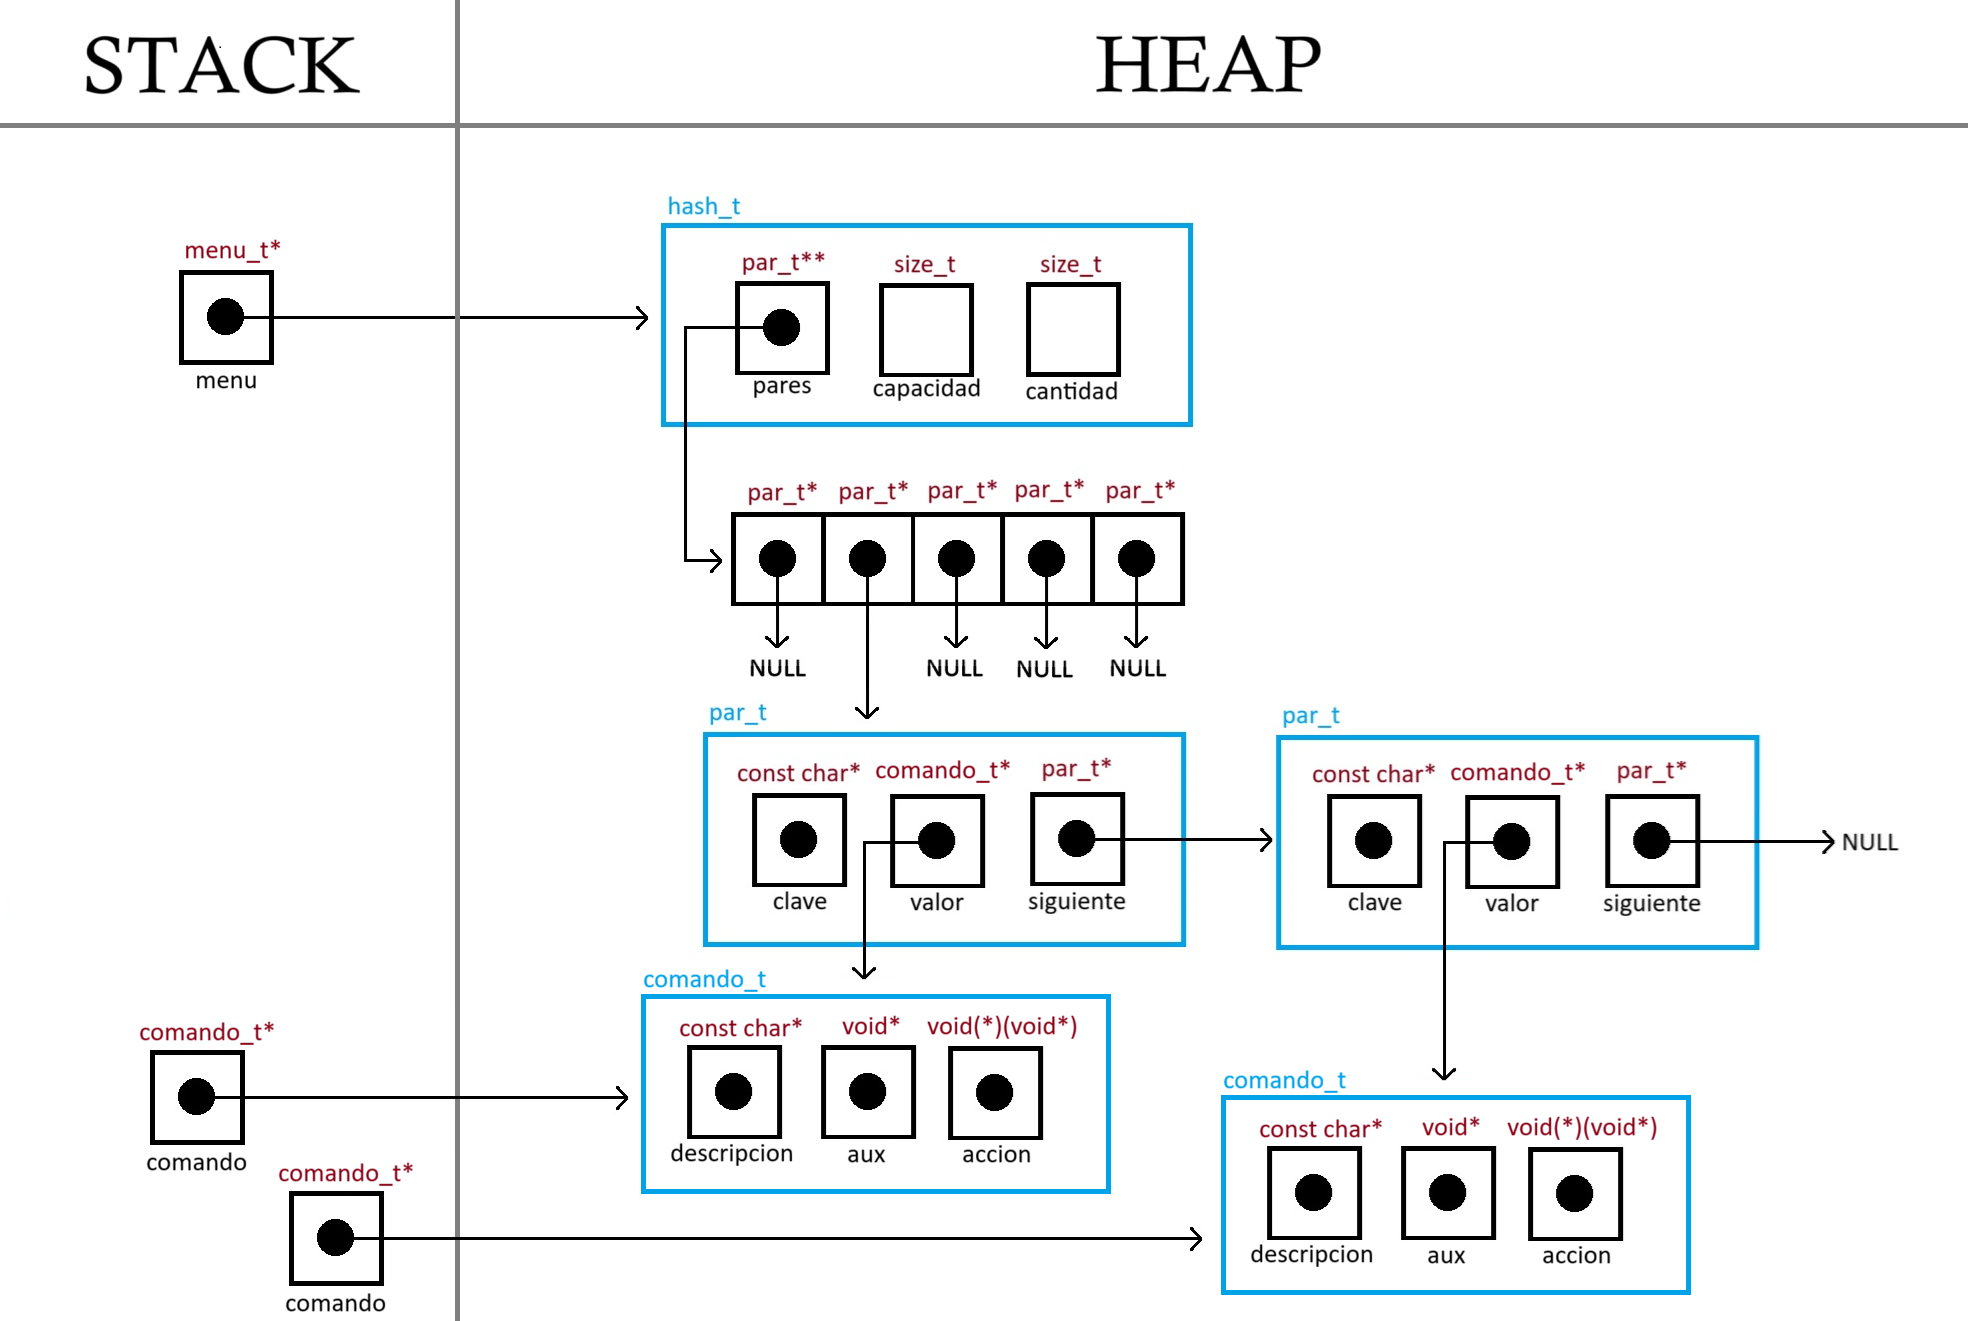 STACK
HEAP
hash_t
menu_t*
par_t** size_t size_t
menu
pares capacidad cantidad
par_t* par_t* par_t* par_t* par_t*
NULL NULL NULL NULL
par_t
par_t
const char* comando_t* par_t*
const char* comando_t* par_t*
NULL
clave valor siguiente
clave valor siguiente
comando_t
const char* void* void(*)(void*)
comando_t*
descripcion aux accion
comando
comando_t
const char* void* void(*)(void*)
comando_t*
descripcion aux accion
comando